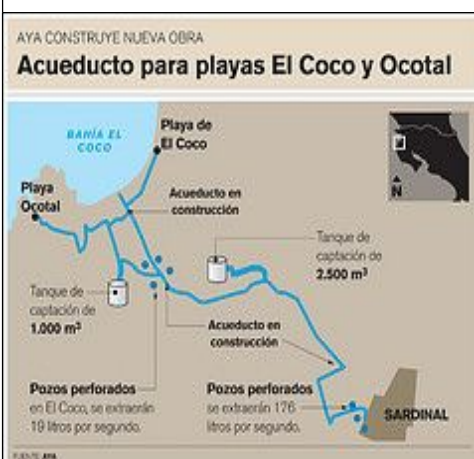 AYA CONSTRUYE NUEVA OBRA
Acueducto para playas El Coco y Ocotal
BAHÍA EL
COCO
Playa de
El Coco
Playa
Ocotal
Acueducto en
construcción
N
Tanque de
captación de
2.500 m³
Tanque de
captación de
1.000 m³
Acueducto en
construcción
Pozos perforados
en El Coco, se extraerán
19 litros por segundo.
Pozos perforados
se extraerán 176
litros por segundo.
SARDINAL
FUENTE: AYA